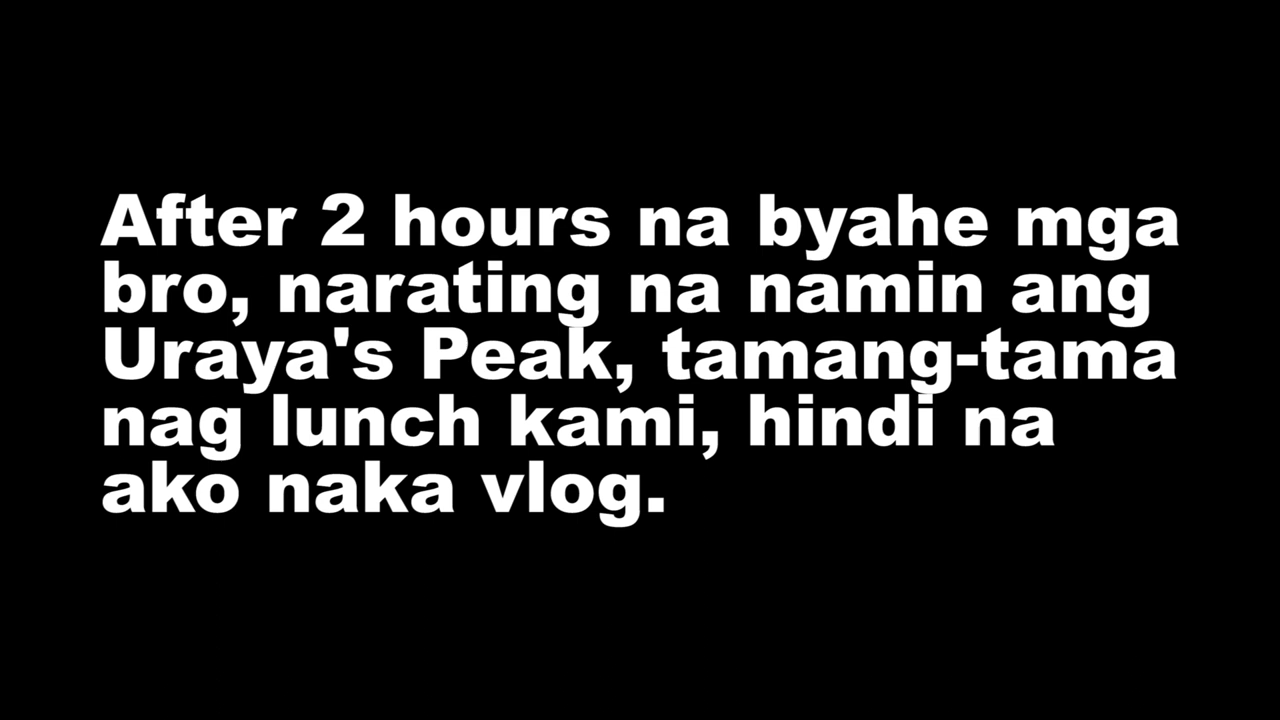 After 2 hours na byahe mga
bro, narating na namin ang
Uraya's Peak, tamang-tama
nag lunch kami, hindi na
ako naka vlog.